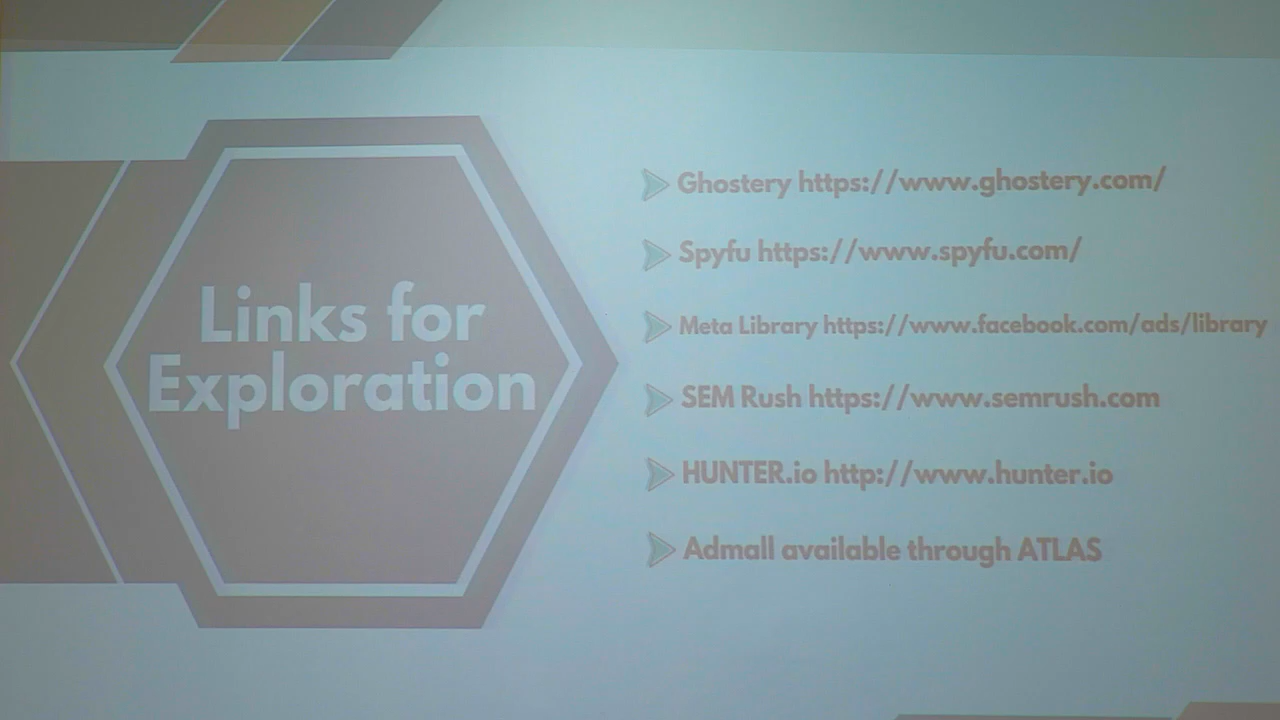 Links for
Exploration
Ghostery https://www.ghostery.com/
Spyfu https://www.spyfu.com/
Meta Library https://www.facebook.com/ads/library
SEM Rush https://www.semrush.com
HUNTER.io http://www.hunter.io
Admall available through ATLAS